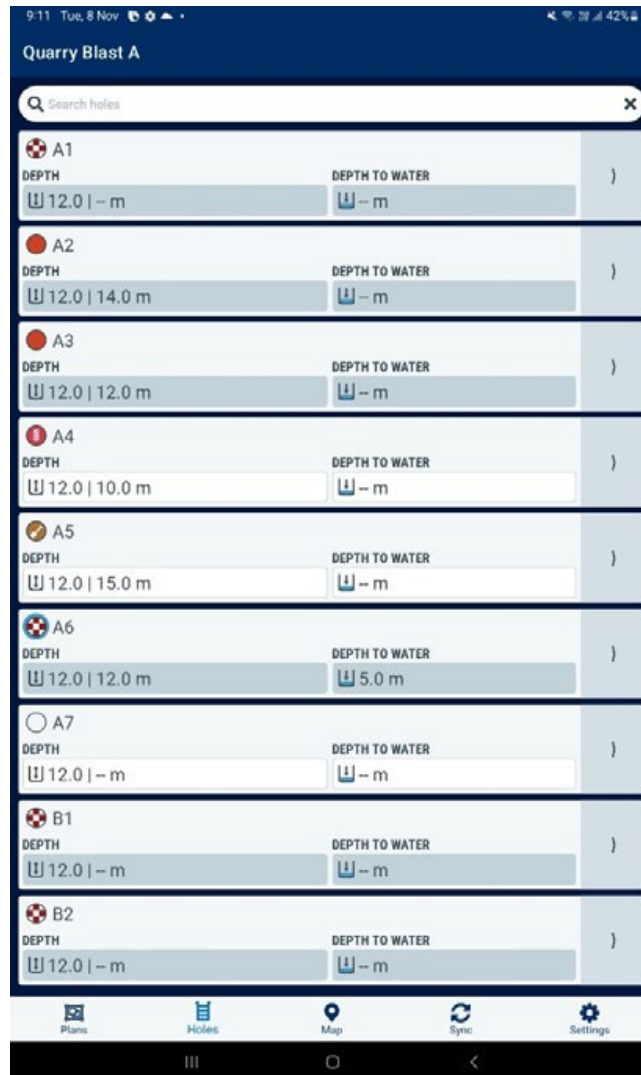 9:11 Tue, 8 Nov
42%
Quarry Blast A
Search holes
A1
DEPTH DEPTH TO WATER
12.0 | -- m -- m
A2
DEPTH DEPTH TO WATER
12.0 | 14.0 m -- m
A3
DEPTH DEPTH TO WATER
12.0 | 12.0 m -- m
A4
DEPTH DEPTH TO WATER
12.0 | 10.0 m -- m
A5
DEPTH DEPTH TO WATER
12.0 | 15.0 m -- m
A6
DEPTH DEPTH TO WATER
12.0 | 12.0 m 5.0 m
A7
DEPTH DEPTH TO WATER
12.0 | -- m -- m
B1
DEPTH DEPTH TO WATER
12.0 | -- m -- m
B2
DEPTH DEPTH TO WATER
12.0 | -- m -- m
Plans Holes Map Sync Settings